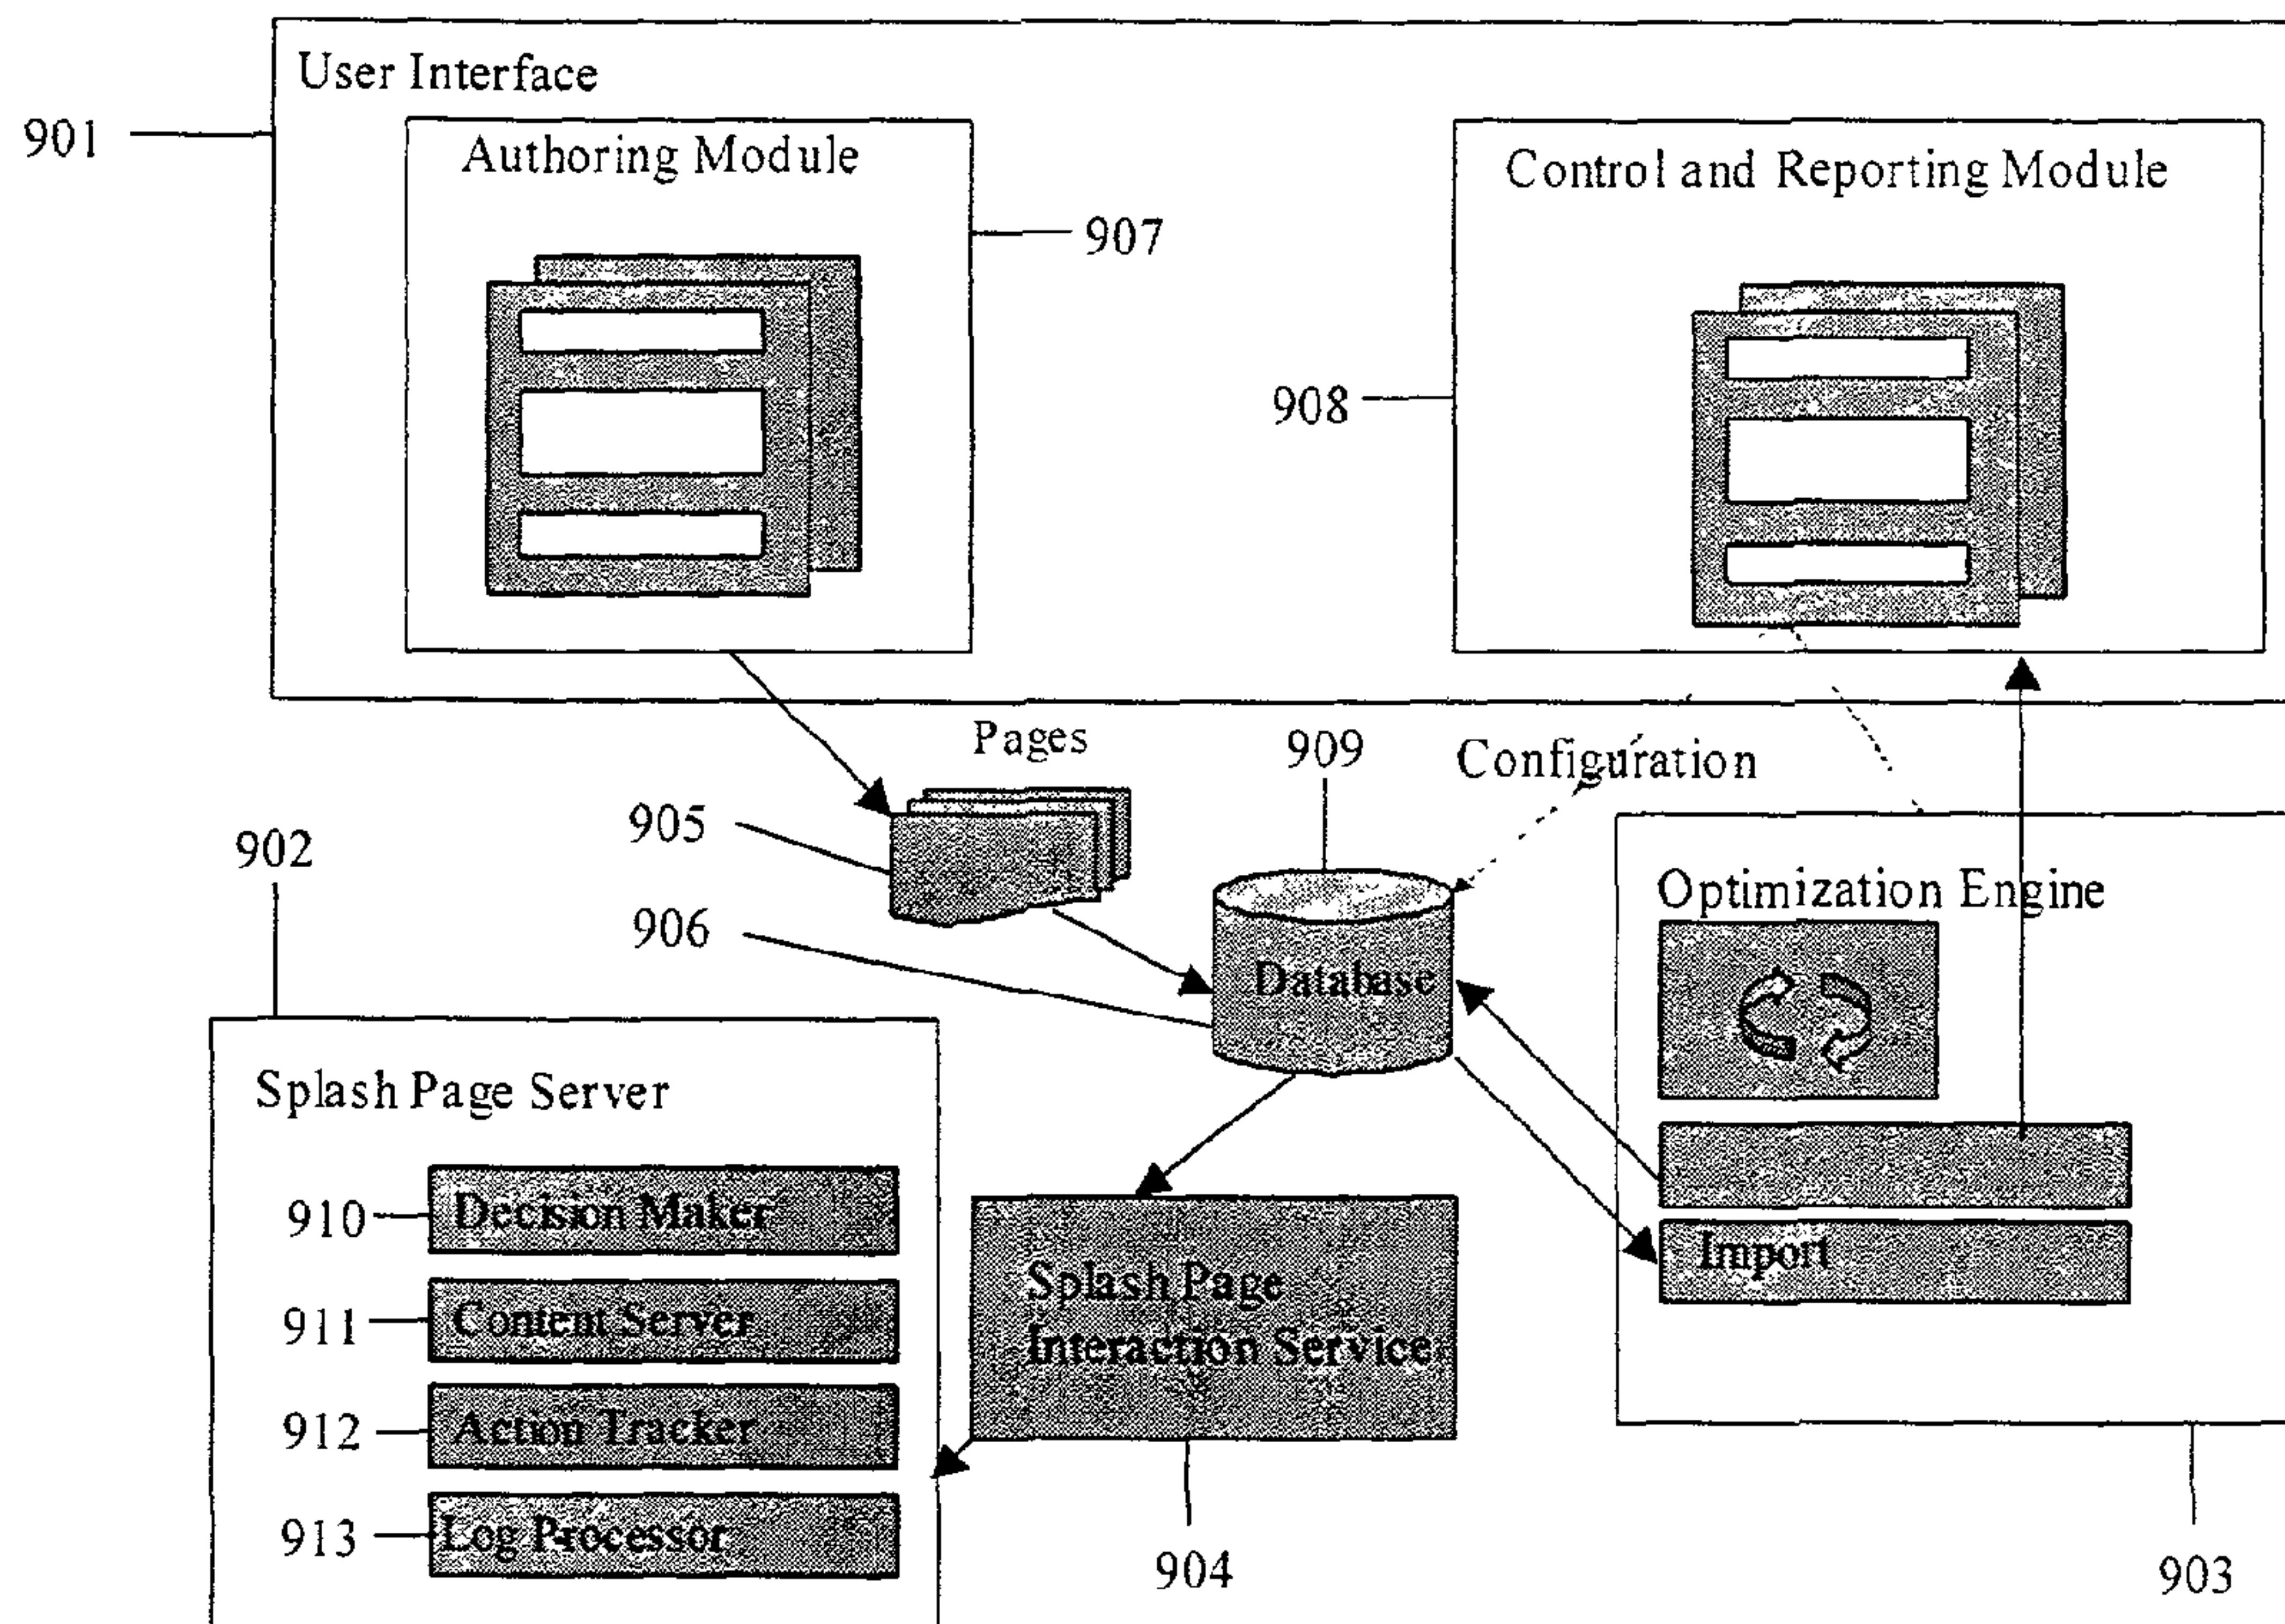 User Interface
901
Authoring Module
907
Control and Reporting Module
908
Pages
909
Configuration
905
902
906
Database
Optimization Engine
Splash Page Server
910
Decision Maker
911
Content Server
912
Action Tracker
913
Log Processor
Splash Page
Interaction Service
904
Import
903